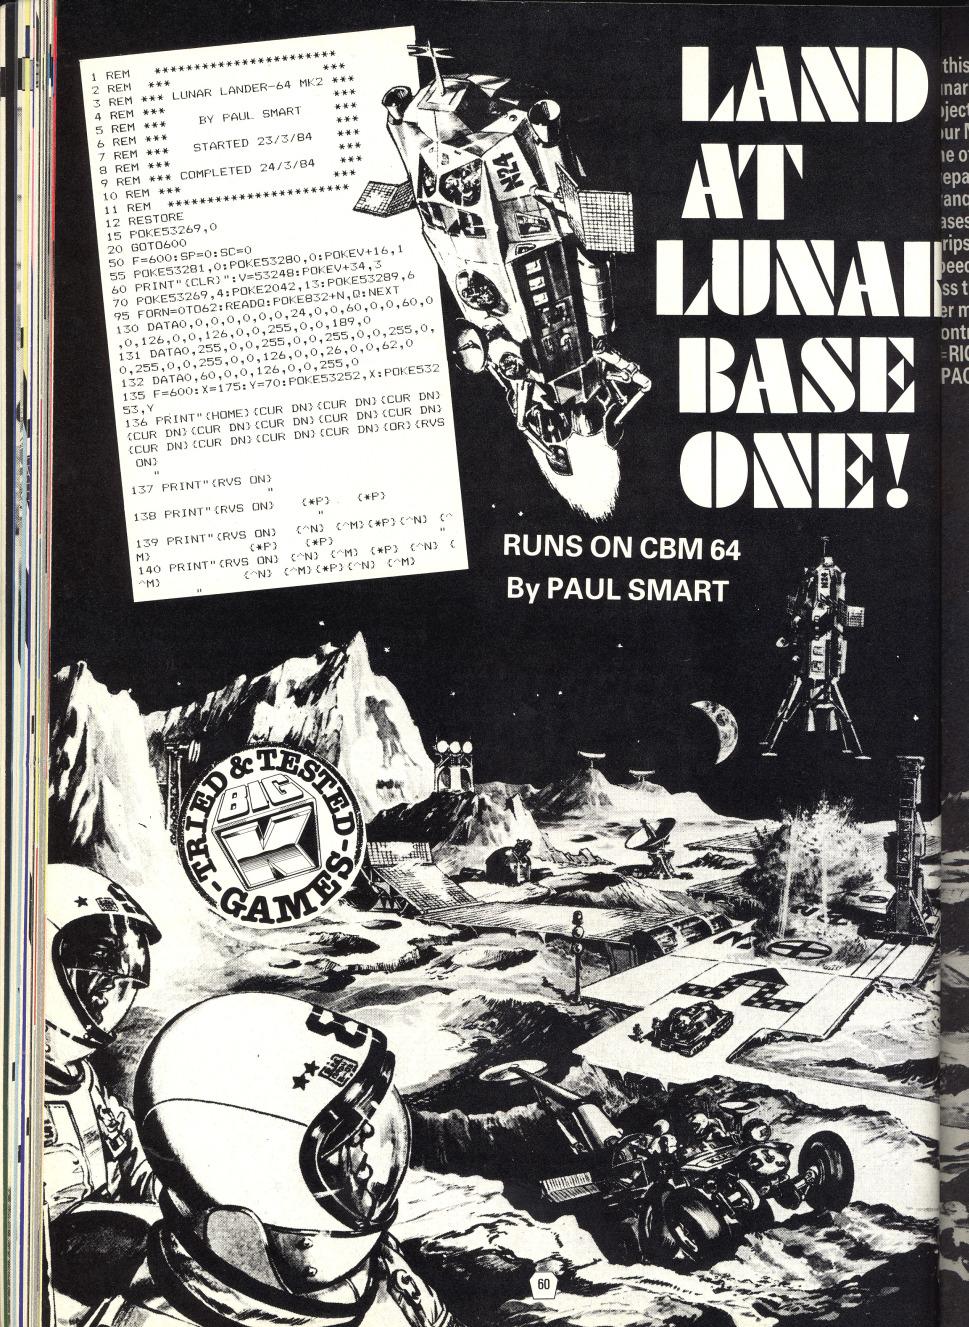 1 REM    **********************
2 REM  ***                    ***
3 REM *** LUNAR LANDER-64 MK2 ***
4 REM ***                     ***
5 REM ***    BY PAUL SMART    ***
6 REM ***                     ***
7 REM ***   STARTED 23/3/84   ***
8 REM ***                     ***
9 REM *** COMPLETED 24/3/84   ***
10 REM ***                    ***
11 REM   **********************
12 RESTORE
15 POKE53269,0
20 GOTO600
50 F=600:SP=0:SC=0
55 POKE53281,0:POKE53280,0:POKEV+16,1
60 PRINT"{CLR}":V=53248:POKEV+34,3
70 POKE53269,4:POKE2042,13:POKE53289,6
95 FORN=0TO62:READQ:POKE832+N,Q:NEXT
130 DATA0,0,0,0,0,0,0,24,0,0,60,0,0,60,0
,0,126,0,0,126,0,0,255,0,0,189,0
131 DATA0,255,0,0,255,0,0,255,0,0,255,0,
0,255,0,0,255,0,0,126,0,0,26,0,0,62,0
132 DATA0,60,0,0,126,0,0,255,0
135 F=600:X=175:Y=70:POKE53252,X:POKE532
53,Y
136 PRINT"{HOME}{CUR DN}{CUR DN}{CUR DN}
{CUR DN}{CUR DN}{CUR DN}{CUR DN}{CUR DN}
{CUR DN}{CUR DN}{CUR DN}{CUR DN}{OR}{RVS
 ON}
"
137 PRINT"{RVS ON}
"
138 PRINT"{RVS ON}    {*P}    {*P}
"
139 PRINT"{RVS ON}   {^N}  {^M}{*P}{^N}  {^
M}            {*P}    {*P}            "
140 PRINT"{RVS ON}  {^N}  {^M}  {*P}  {^N}  {
^M}          {^N}  {^M}{*P}{^N}  {^M}
"
N24
LAND
AT
LUNA
BASE
ONE!
RUNS ON CBM 64
By PAUL SMART
TRIED & TESTED
BIG
K
-GAMES-
60
this